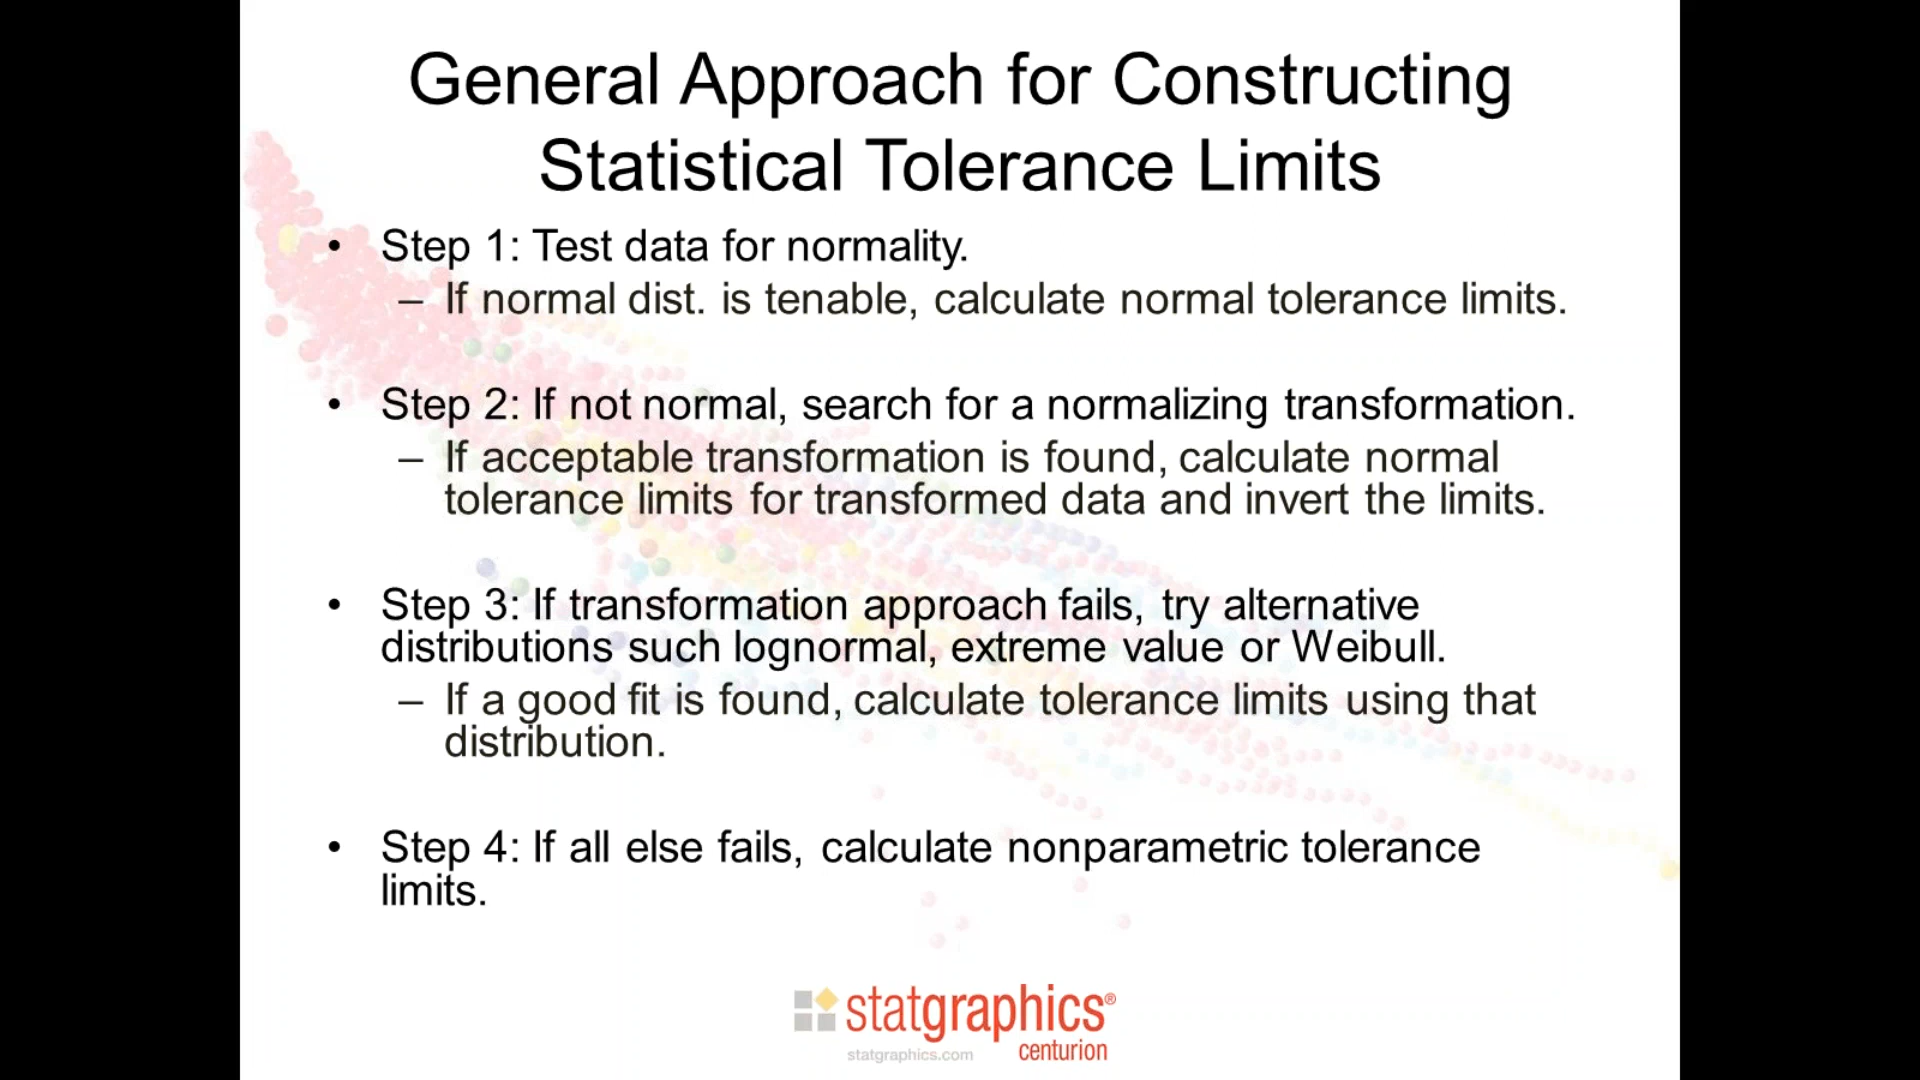 General Approach for Constructing
Statistical Tolerance Limits
• Step 1: Test data for normality.
– If normal dist. is tenable, calculate normal tolerance limits.
• Step 2: If not normal, search for a normalizing transformation.
– If acceptable transformation is found, calculate normal
tolerance limits for transformed data and invert the limits.
• Step 3: If transformation approach fails, try alternative
distributions such lognormal, extreme value or Weibull.
– If a good fit is found, calculate tolerance limits using that
distribution.
• Step 4: If all else fails, calculate nonparametric tolerance
limits.
statgraphics®
statgraphics.com centurion